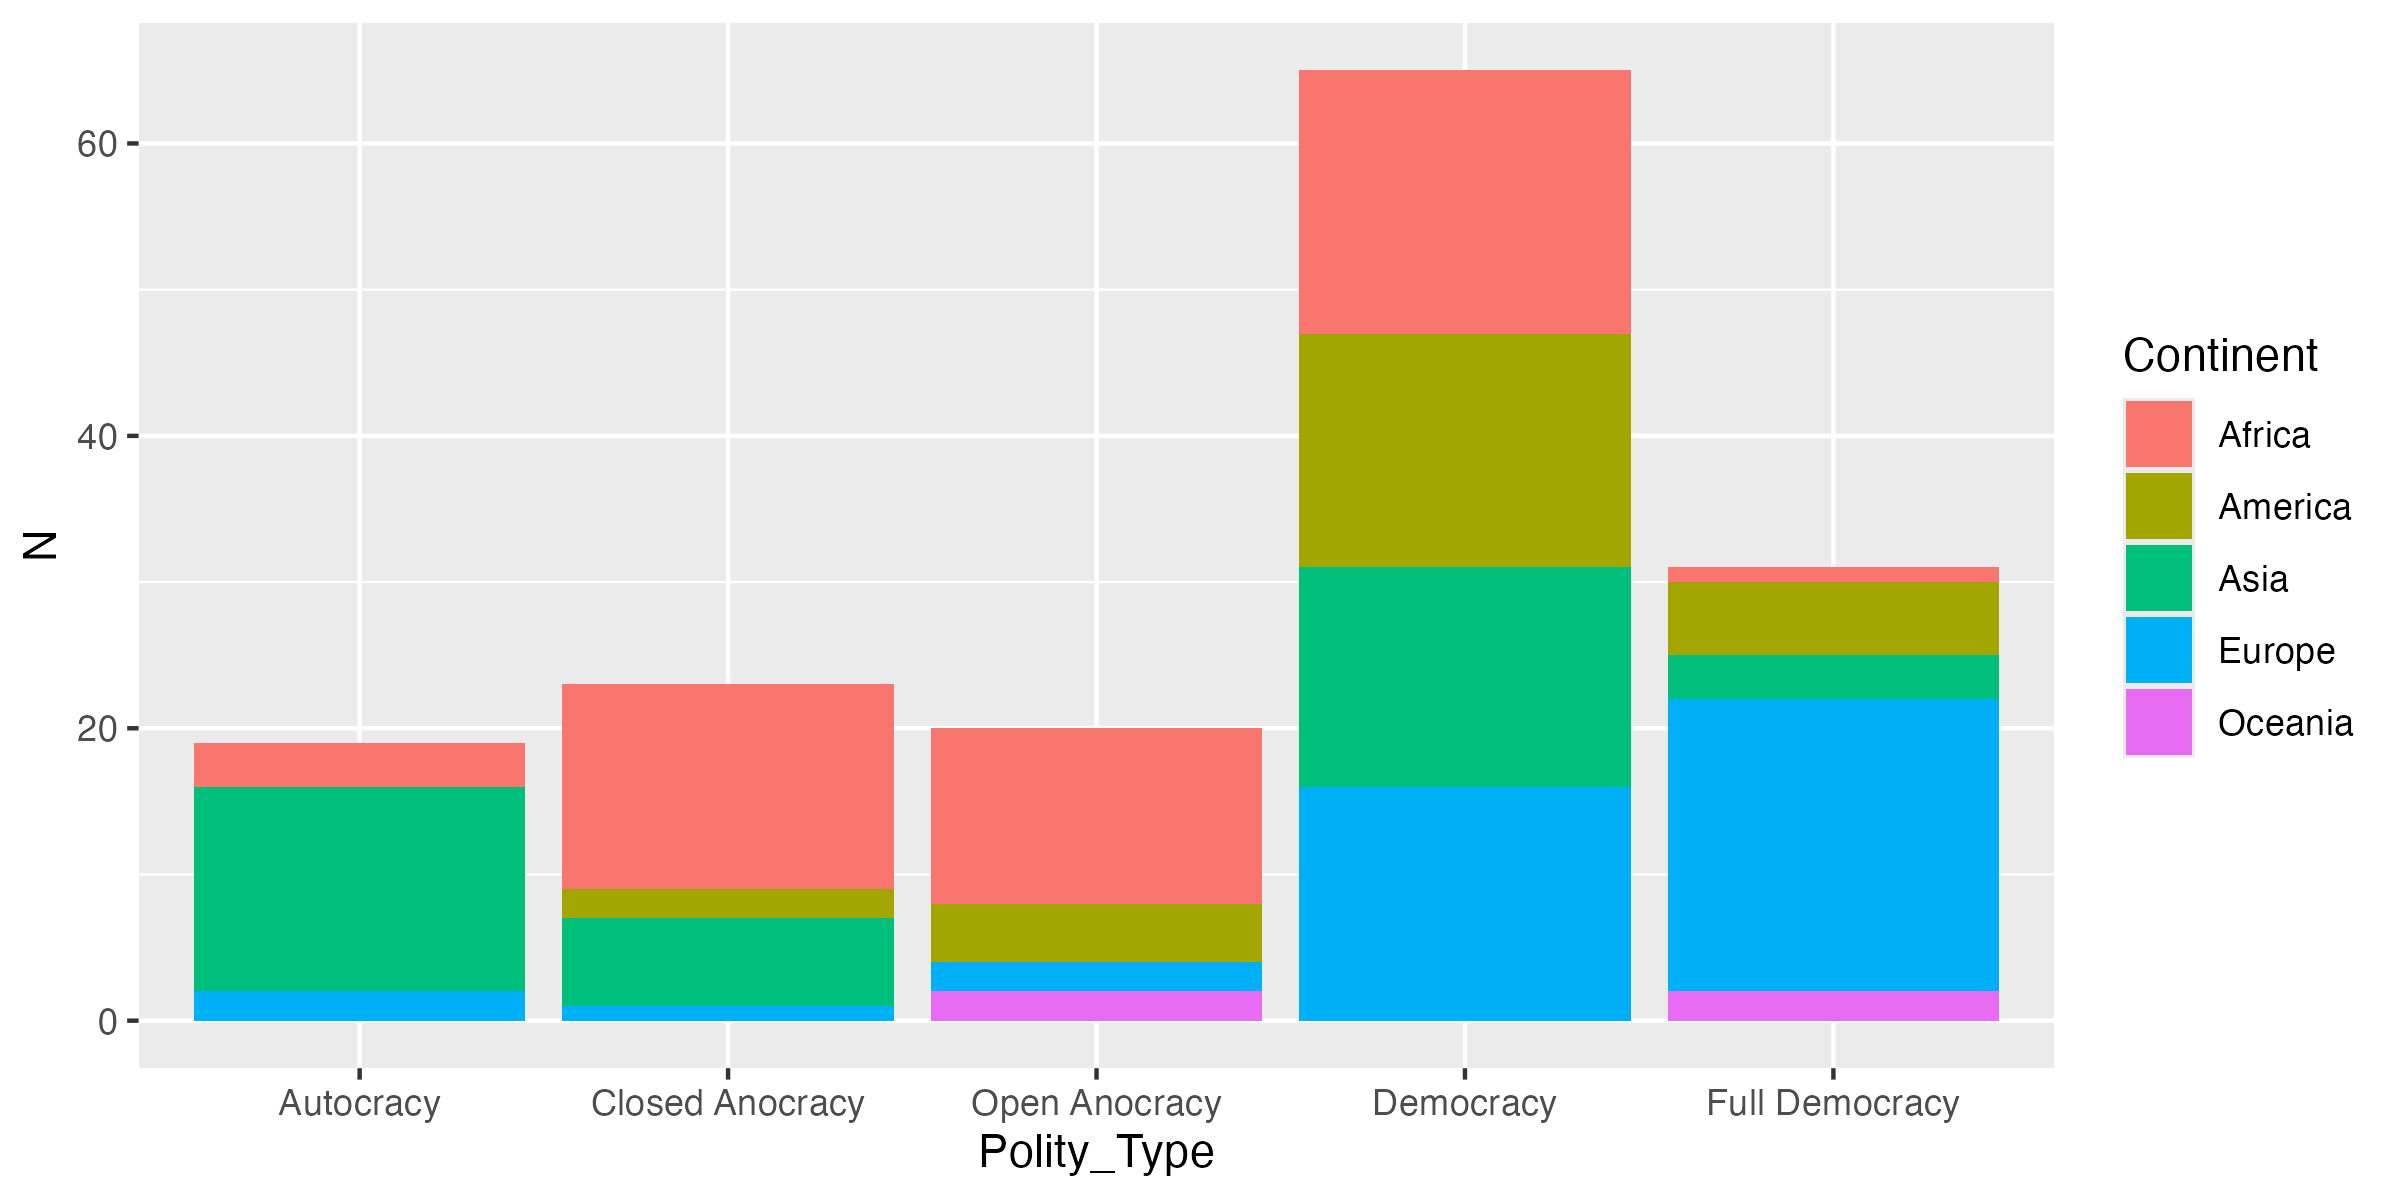 60
40
20
0
N
Autocracy Closed Anocracy Open Anocracy Democracy Full Democracy
Polity_Type
Continent
Africa
America
Asia
Europe
Oceania